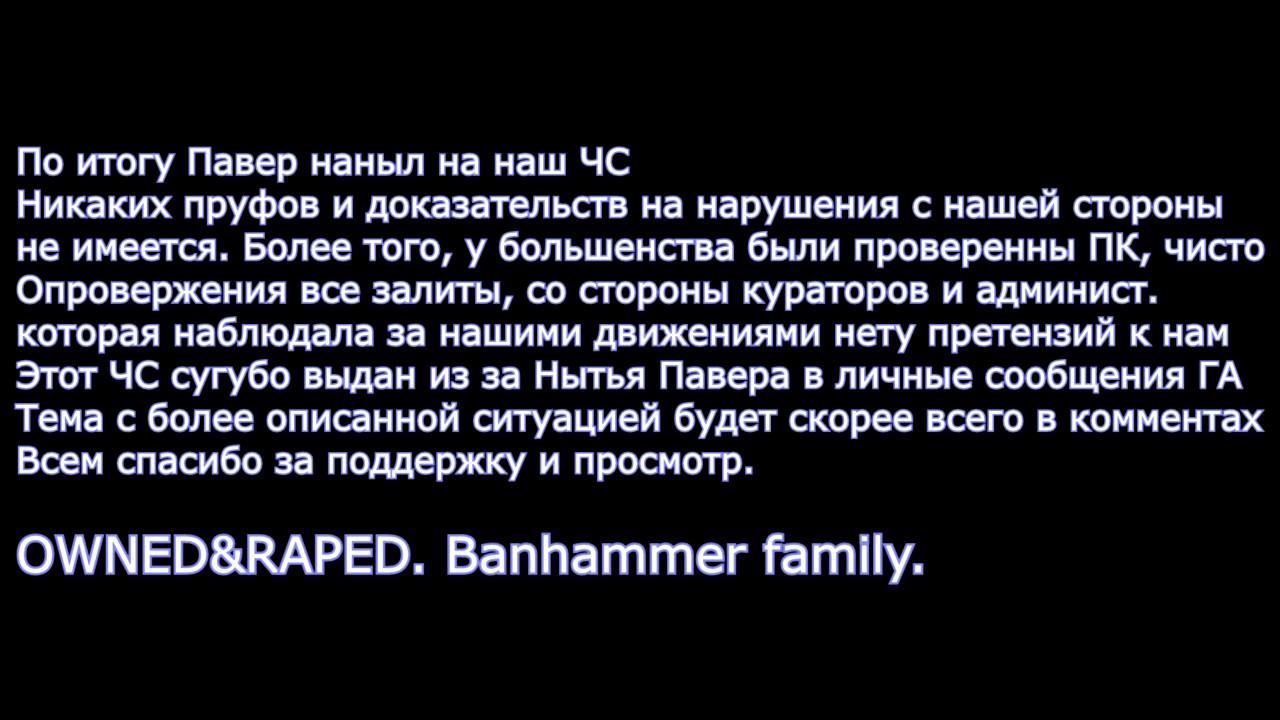 По итогу Павер наныл на наш ЧС
Никаких пруфов и доказательств на нарушения с нашей стороны
не имеется. Более того, у большенства были проверенны ПК, чисто
Опровержения все залиты, со стороны кураторов и админист.
которая наблюдала за нашими движениями нету претензий к нам
Этот ЧС сугубо выдан из за Нытья Павера в личные сообщения ГА
Тема с более описанной ситуацией будет скорее всего в комментах
Всем спасибо за поддержку и просмотр.
OWNED&RAPED. Banhammer family.